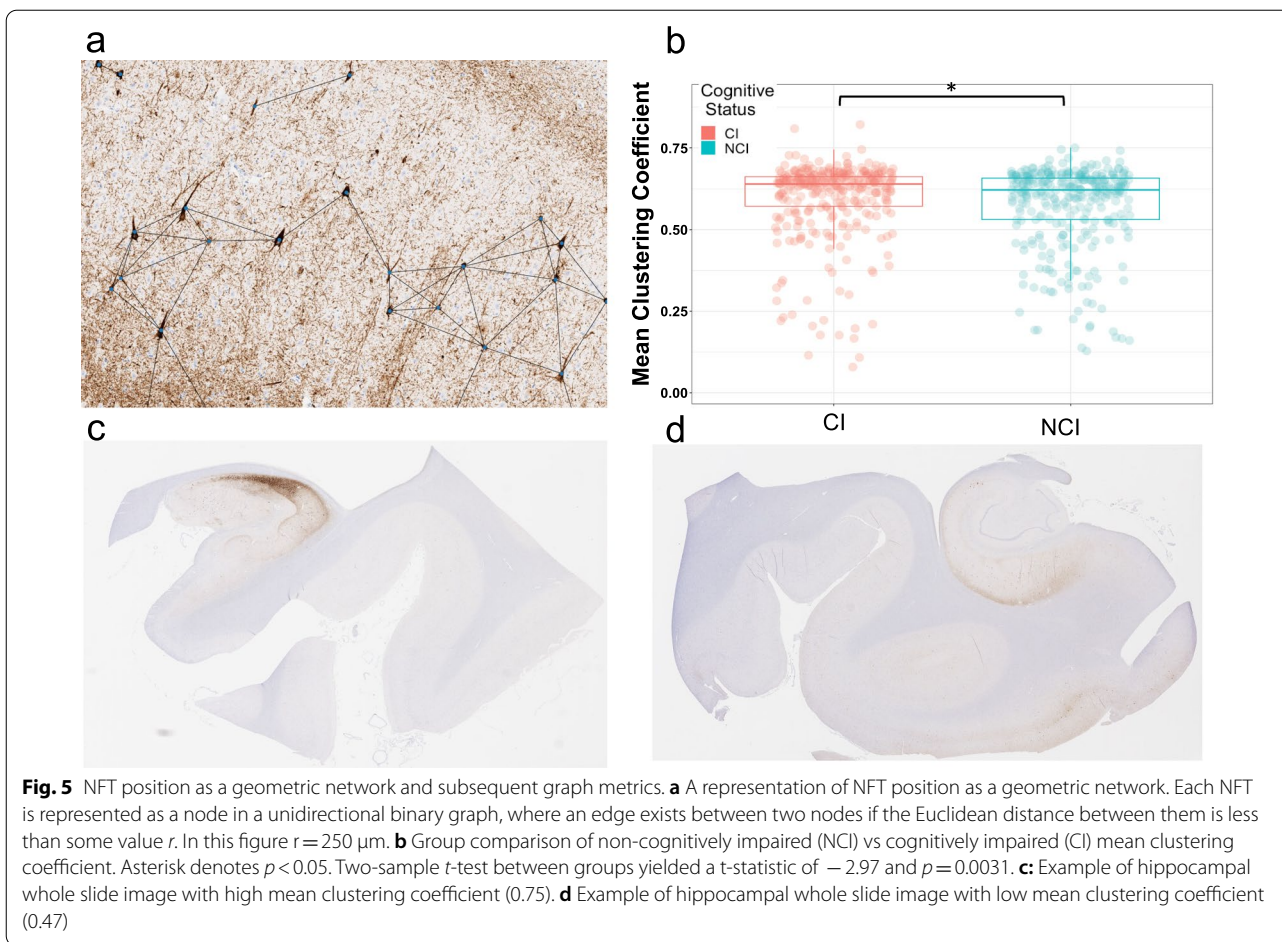 a
b
Cognitive
Status
CI
NCI
*
Mean Clustering Coefficient
0.75
0.50
0.25
0.00
CI
NCI
c
d
Fig. 5 NFT position as a geometric network and subsequent graph metrics. a A representation of NFT position as a geometric network. Each NFT
is represented as a node in a unidirectional binary graph, where an edge exists between two nodes if the Euclidean distance between them is less
than some value r. In this figure r = 250 μm. b Group comparison of non-cognitively impaired (NCI) vs cognitively impaired (CI) mean clustering
coefficient. Asterisk denotes p < 0.05. Two-sample t-test between groups yielded a t-statistic of − 2.97 and p = 0.0031. c: Example of hippocampal
whole slide image with high mean clustering coefficient (0.75). d Example of hippocampal whole slide image with low mean clustering coefficient
(0.47)